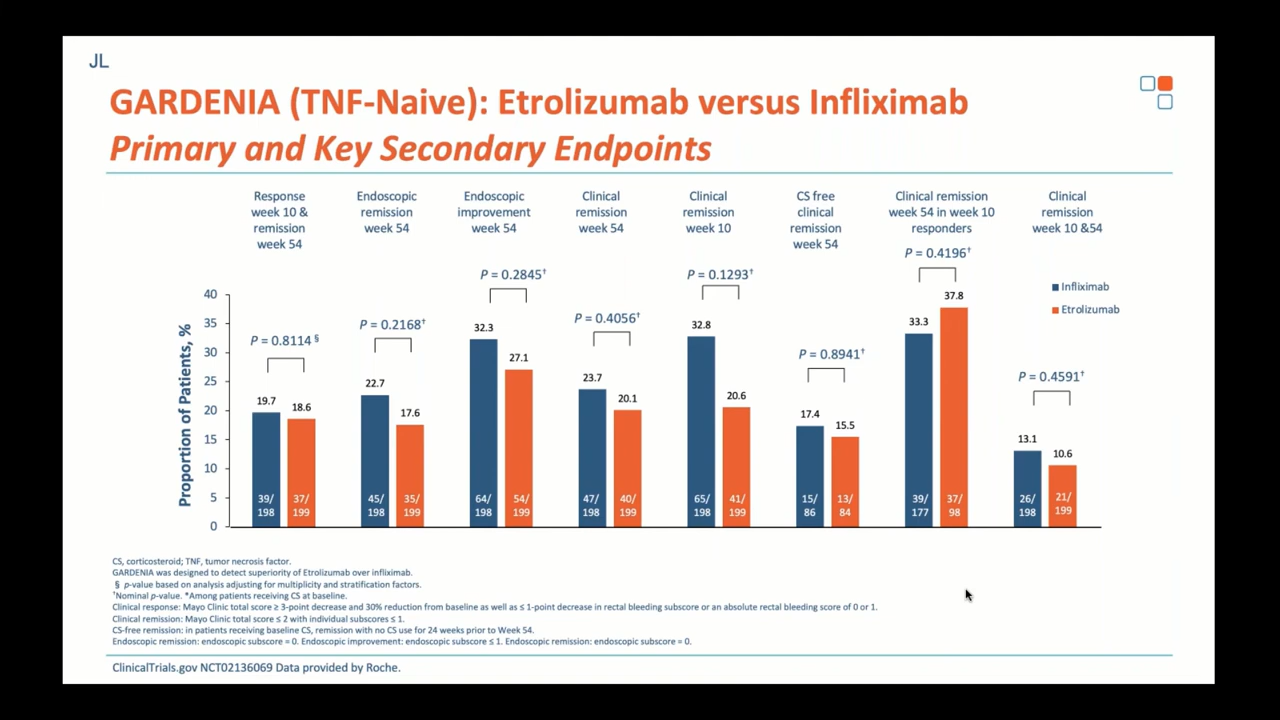 JL
GARDENIA (TNF-Naive): Etrolizumab versus Infliximab
Primary and Key Secondary Endpoints
Response
week 10 &
remission
week 54
Endoscopic
remission
week 54
Endoscopic
improvement
week 54
Clinical
remission
week 54
Clinical
remission
week 10
CS free
clinical
remission
week 54
Clinical remission
week 54 in week 10
responders
Clinical
remission
week 10 &54
Proportion of Patients, %
40
35
30
25
20
15
10
5
0
P = 0.8114 §
19.7
18.6
39/
198
37/
199
P = 0.2168†
22.7
17.6
45/
198
35/
199
P = 0.2845†
32.3
27.1
64/
198
54/
199
P = 0.4056†
23.7
20.1
47/
198
40/
199
P = 0.1293†
32.8
20.6
65/
198
41/
199
P = 0.8941†
17.4
15.5
15/
86
13/
84
P = 0.4196†
33.3
37.8
39/
177
37/
98
P = 0.4591†
13.1
10.6
26/
198
21/
199
Infliximab
Etrolizumab
CS, corticosteroid; TNF, tumor necrosis factor.
GARDENIA was designed to detect superiority of Etrolizumab over infliximab.
§ p-value based on analysis adjusting for multiplicity and stratification factors.
†Nominal p-value. *Among patients receiving CS at baseline.
Clinical response: Mayo Clinic total score ≥ 3-point decrease and 30% reduction from baseline as well as ≤ 1-point decrease in rectal bleeding subscore or an absolute rectal bleeding score of 0 or 1.
Clinical remission: Mayo Clinic total score ≤ 2 with individual subscores ≤ 1.
CS-free remission: in patients receiving baseline CS, remission with no CS use for 24 weeks prior to Week 54.
Endoscopic remission: endoscopic subscore = 0. Endoscopic improvement: endoscopic subscore ≤ 1. Endoscopic remission: endoscopic subscore = 0.
ClinicalTrials.gov NCT02136069 Data provided by Roche.